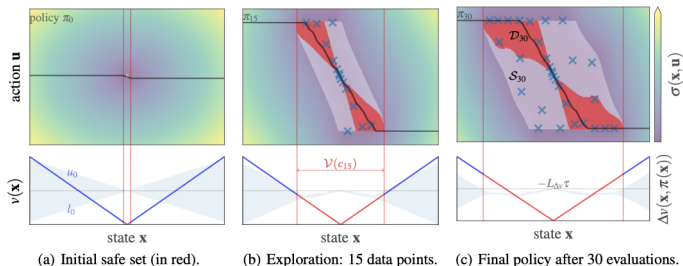 policy π₀
π₁₅
π₃₀
D₃₀
S₃₀
action u
σ(x, u)
v(x)
u₀
l₀
V(c₁₅)
−L_Δv τ
Δv(x, π(x))
state x
state x
state x
(a) Initial safe set (in red).
(b) Exploration: 15 data points.
(c) Final policy after 30 evaluations.